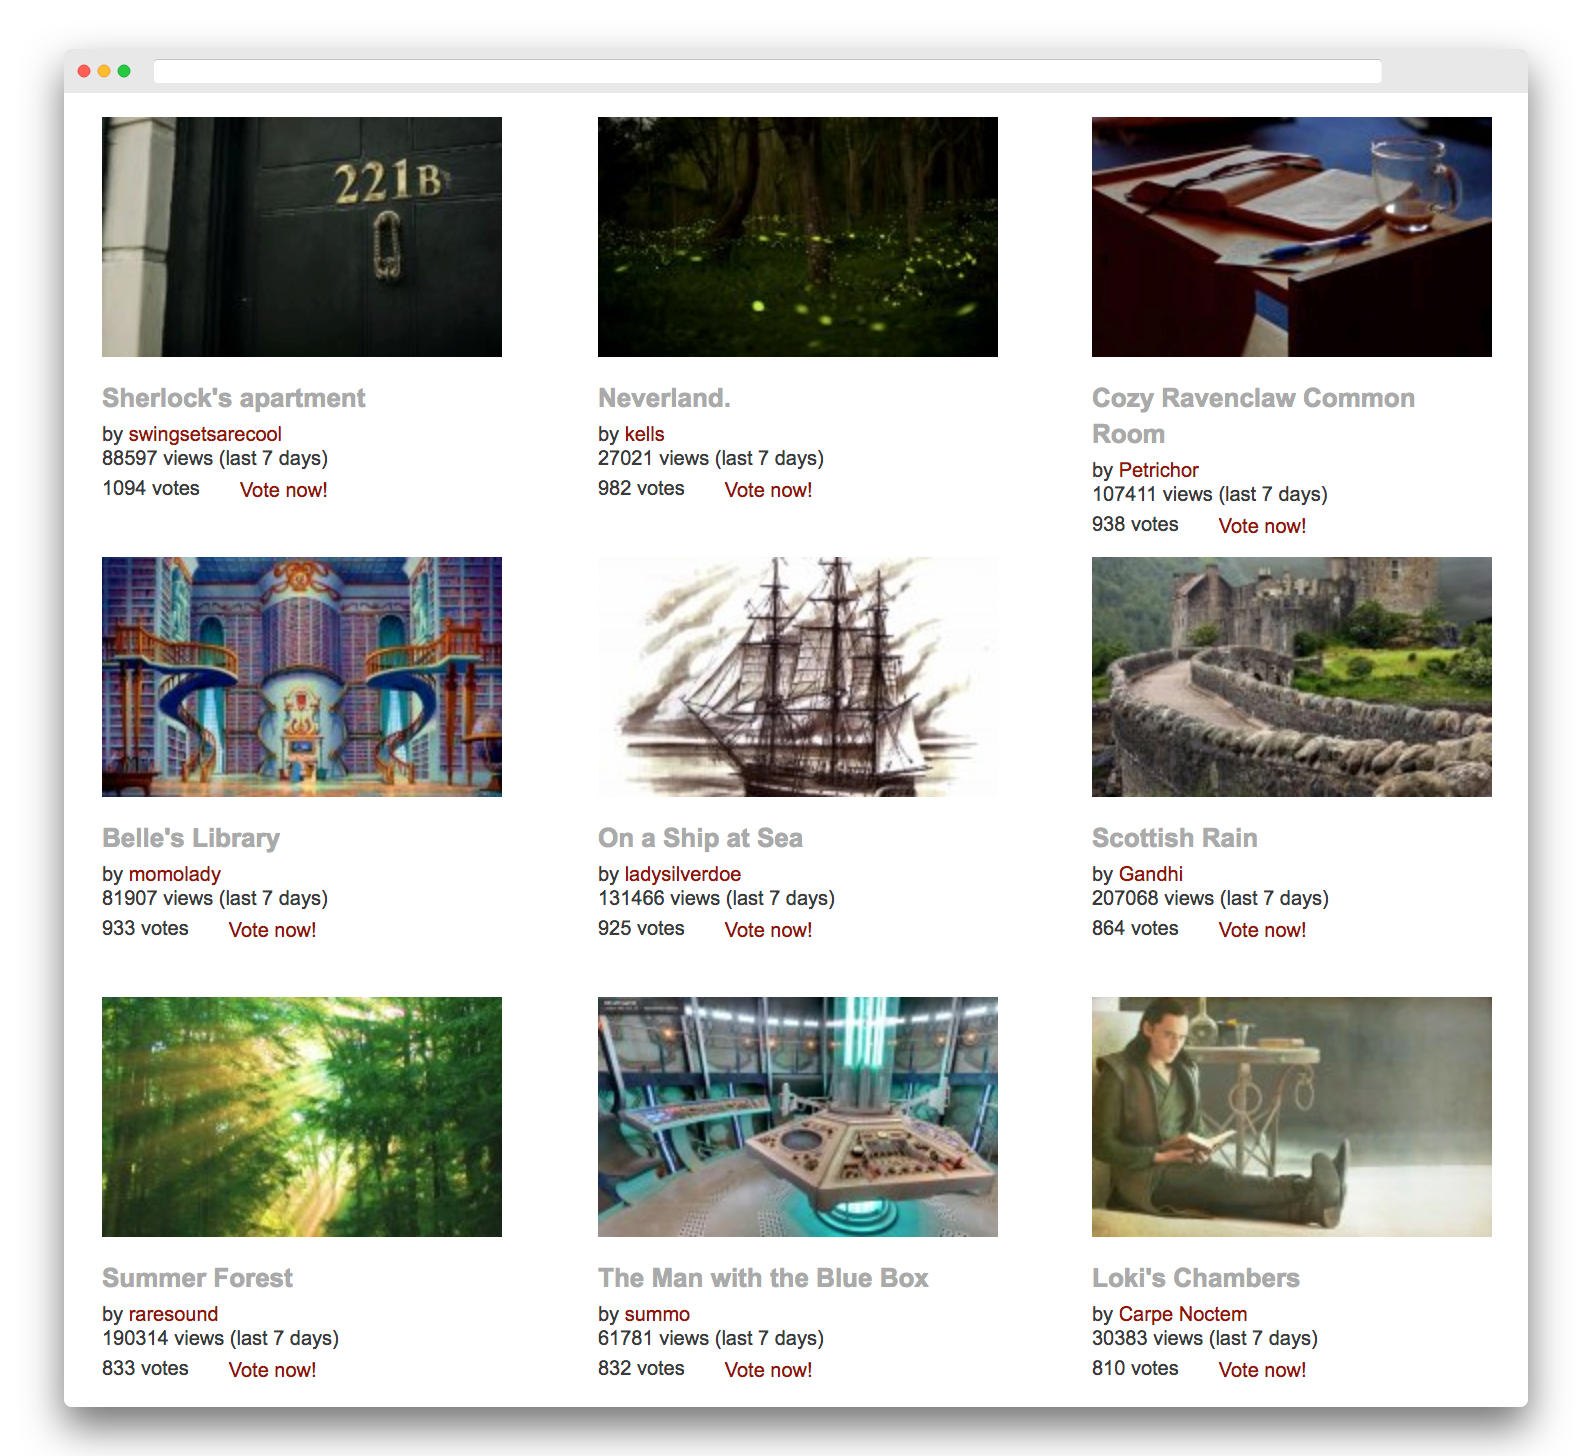 221B
Sherlock's apartment
by swingsetsarecool
88597 views (last 7 days)
1094 votes Vote now!
Neverland.
by kells
27021 views (last 7 days)
982 votes Vote now!
Cozy Ravenclaw Common
Room
by Petrichor
107411 views (last 7 days)
938 votes Vote now!
Belle's Library
by momolady
81907 views (last 7 days)
933 votes Vote now!
On a Ship at Sea
by ladysilverdoe
131466 views (last 7 days)
925 votes Vote now!
Scottish Rain
by Gandhi
207068 views (last 7 days)
864 votes Vote now!
Summer Forest
by raresound
190314 views (last 7 days)
833 votes Vote now!
The Man with the Blue Box
by summo
61781 views (last 7 days)
832 votes Vote now!
Loki's Chambers
by Carpe Noctem
30383 views (last 7 days)
810 votes Vote now!